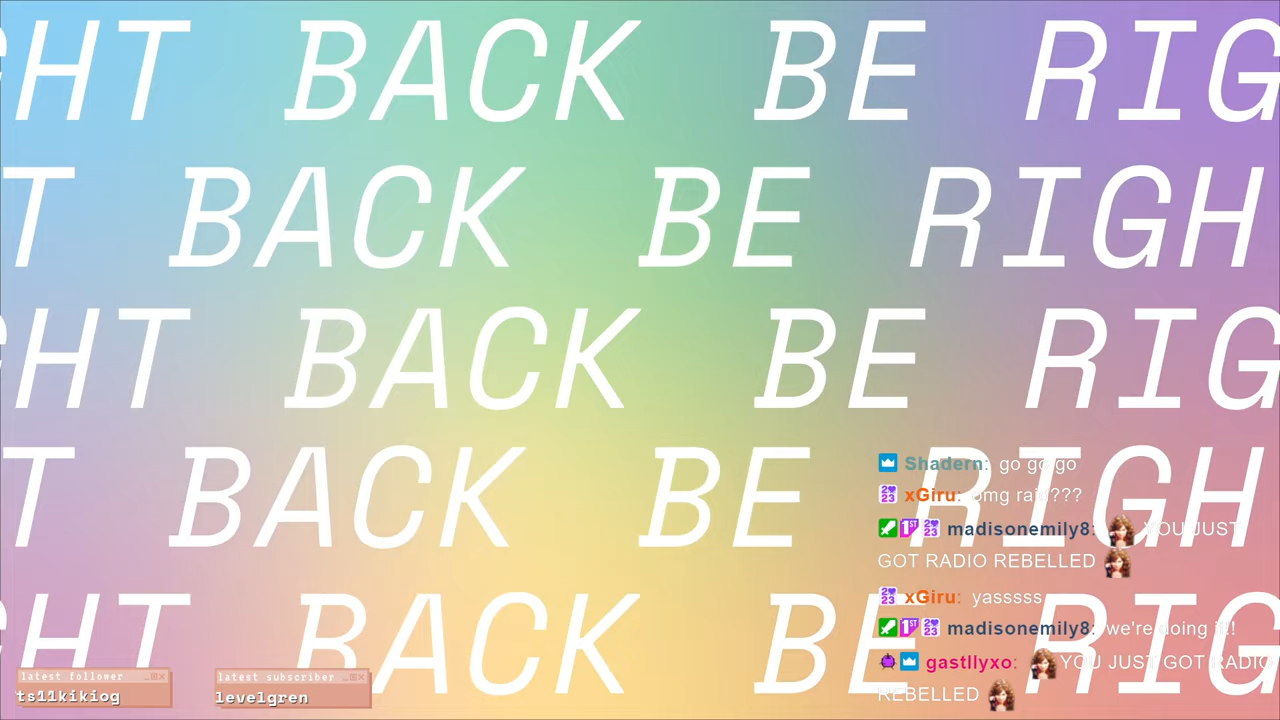 GHT BACK BE RIG
T BACK BE RIGH
GHT BACK BE RIG
T BACK BE RIGH
Shadern: go go go
xGiru: omg raid???
madisonemily8: YOU JUST
GOT RADIO REBELLED
GHT BACK BE RIG
xGiru: yasssss
madisonemily8: we're doing it!!
gastllyxo: YOU JUST GOT RADIO
REBELLED
latest follower
ts11kikiog
latest subscriber
levelgren